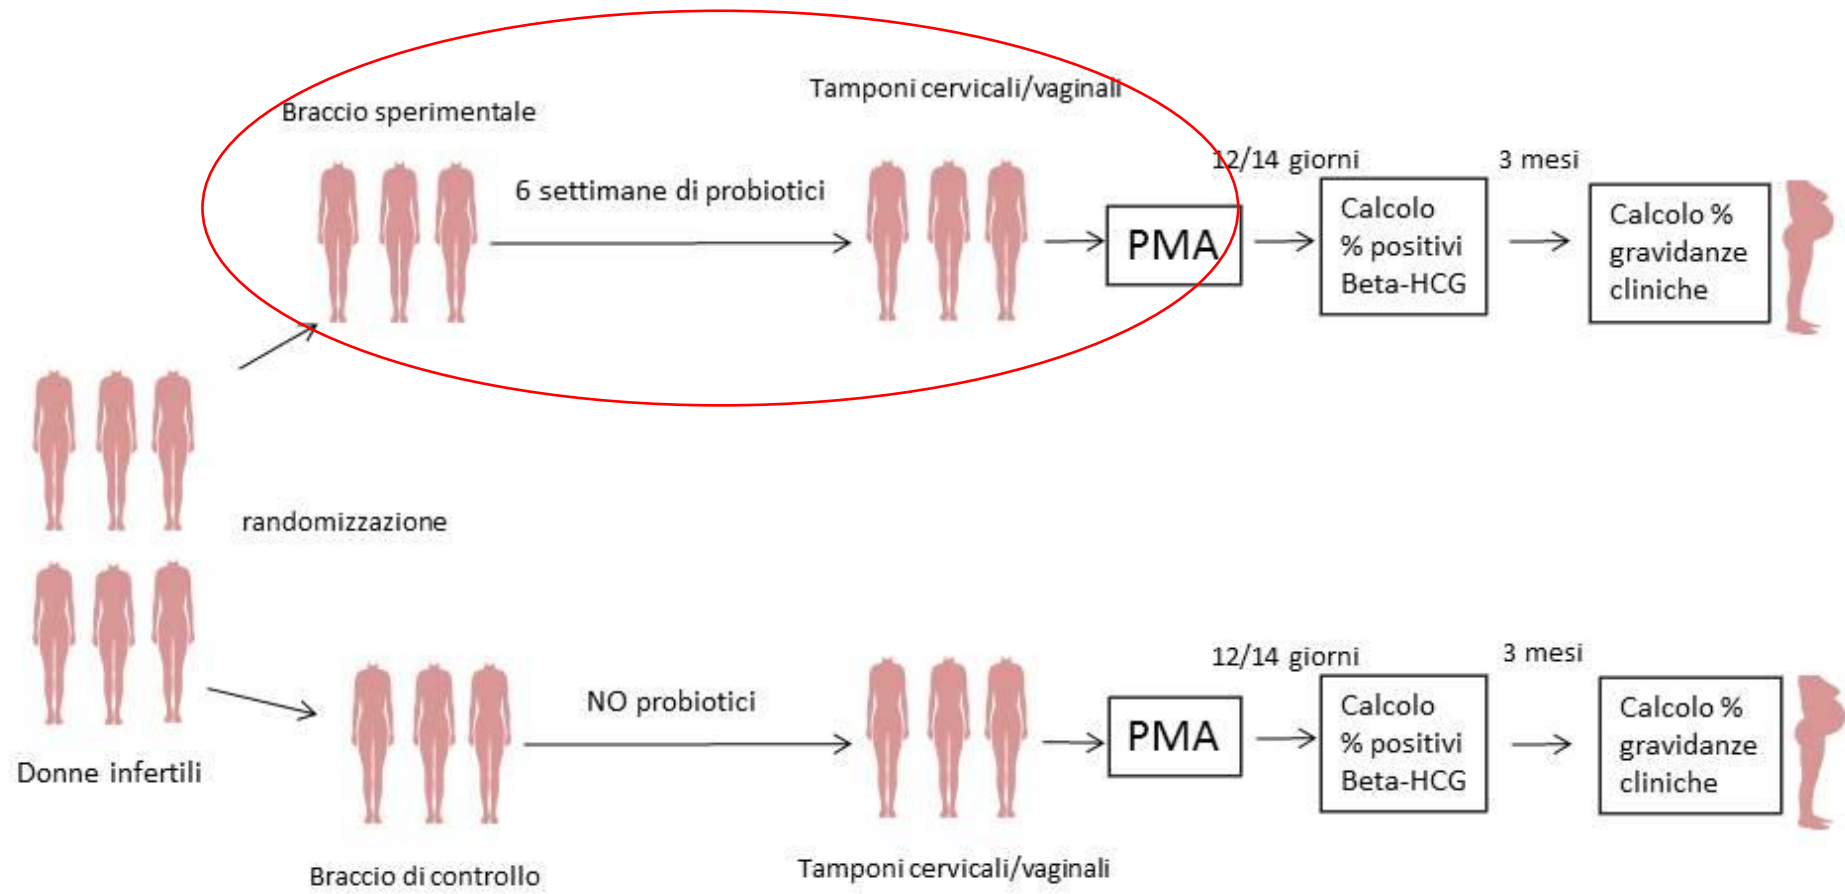 Braccio sperimentale
6 settimane di probiotici
Tamponi cervicali/vaginali
PMA
12/14 giorni
Calcolo
% positivi
Beta-HCG
3 mesi
Calcolo %
gravidanze
cliniche
randomizzazione
Donne infertili
Braccio di controllo
NO probiotici
Tamponi cervicali/vaginali
PMA
12/14 giorni
Calcolo
% positivi
Beta-HCG
3 mesi
Calcolo %
gravidanze
cliniche